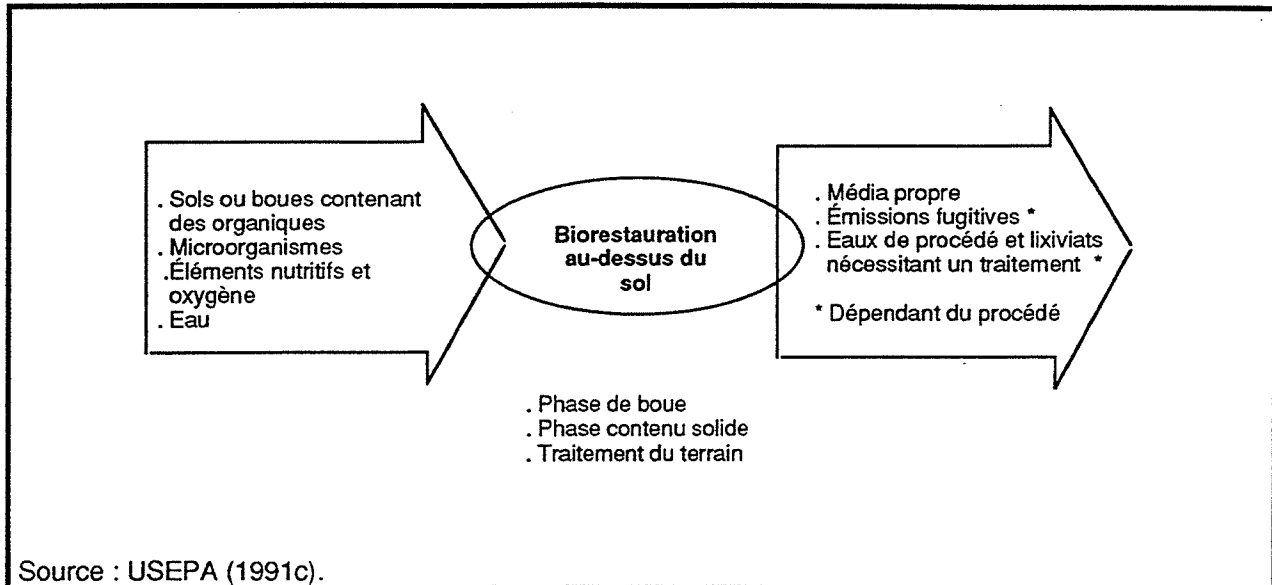 . Sols ou boues contenant
des organiques
. Microorganismes
. Éléments nutritifs et
oxygène
. Eau
Biorestauration
au-dessus du
sol
. Média propre
. Émissions fugitives *
. Eaux de procédé et lixiviats
nécessitant un traitement *
* Dépendant du procédé
. Phase de boue
. Phase contenu solide
. Traitement du terrain
Source : USEPA (1991c).